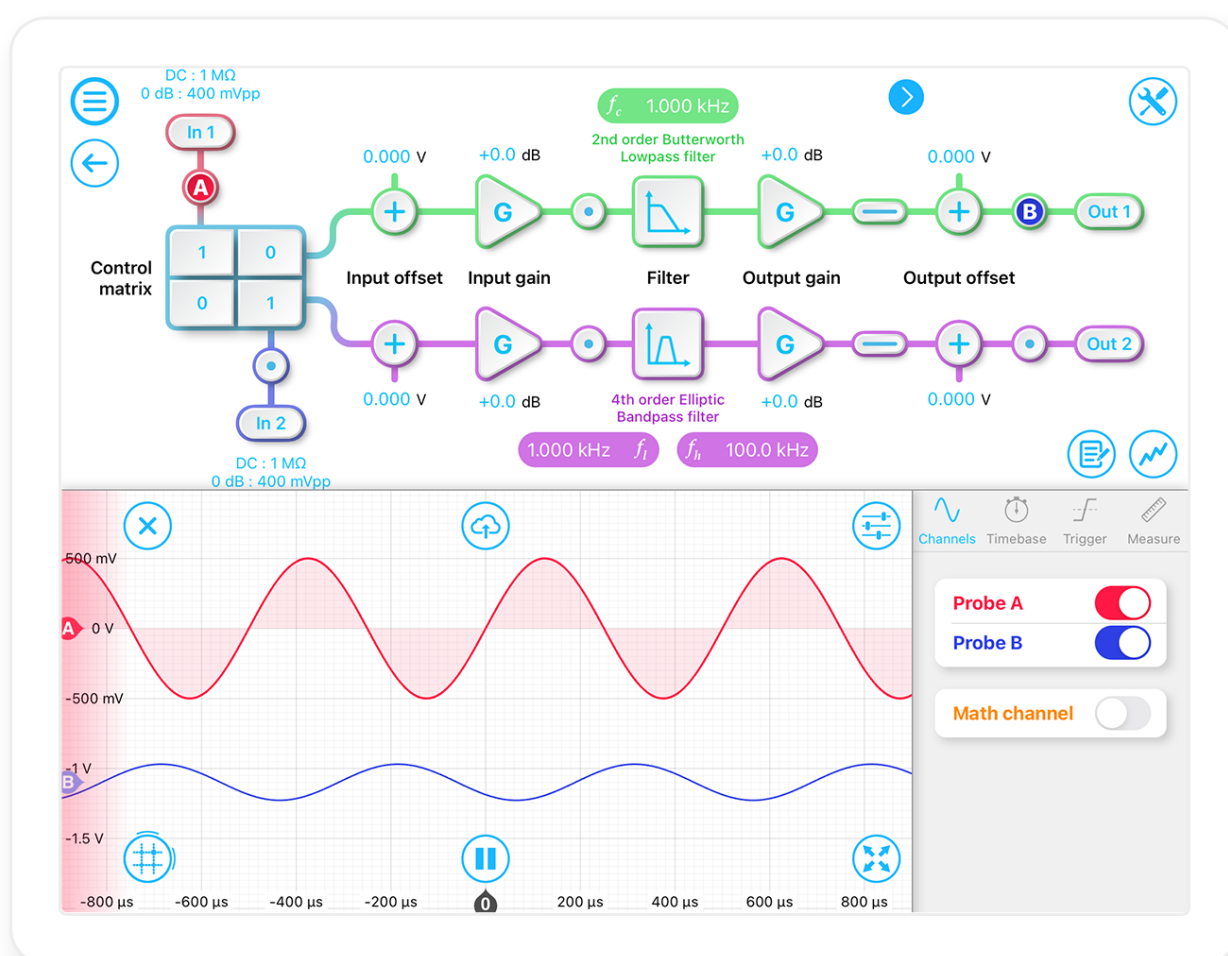 DC : 1 MΩ
0 dB : 400 mVpp
In 1
A
fc 1.000 kHz
2nd order Butterworth
Lowpass filter
0.000 V
+0.0 dB
+0.0 dB
0.000 V
G
G
B
Out 1
Control
matrix
1 0
0 1
Input offset
Input gain
Filter
Output gain
Output offset
G
G
Out 2
0.000 V
+0.0 dB
4th order Elliptic
Bandpass filter
+0.0 dB
0.000 V
In 2
1.000 kHz fl
fh 100.0 kHz
DC : 1 MΩ
0 dB : 400 mVpp
500 mV
A
0 V
-500 mV
-1 V
B
-1.5 V
-800 µs
-600 µs
-400 µs
-200 µs
0
200 µs
400 µs
600 µs
800 µs
Channels
Timebase
Trigger
Measure
Probe A
Probe B
Math channel